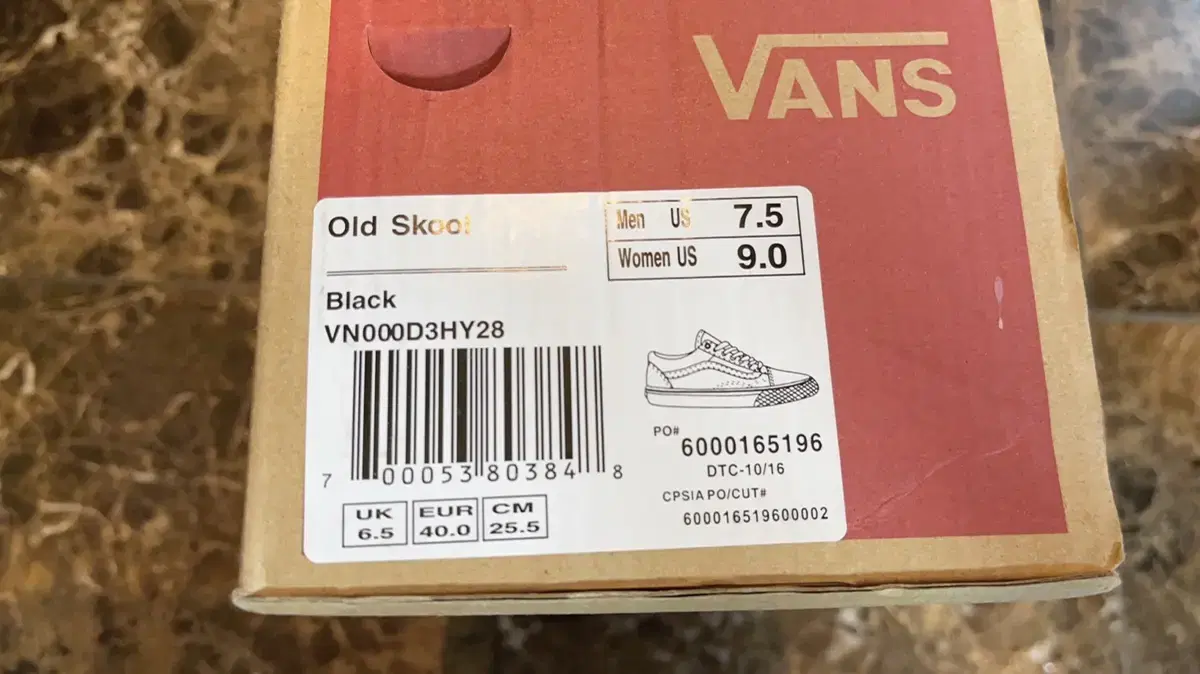 VANS
Old Skool
Men US 7.5
Women US 9.0
Black
VN000D3HY28
7 00053 80384 8
UK 6.5
EUR 40.0
CM 25.5
PO# 6000165196
DTC-10/16
CPSIA PO/CUT#
600016519600002